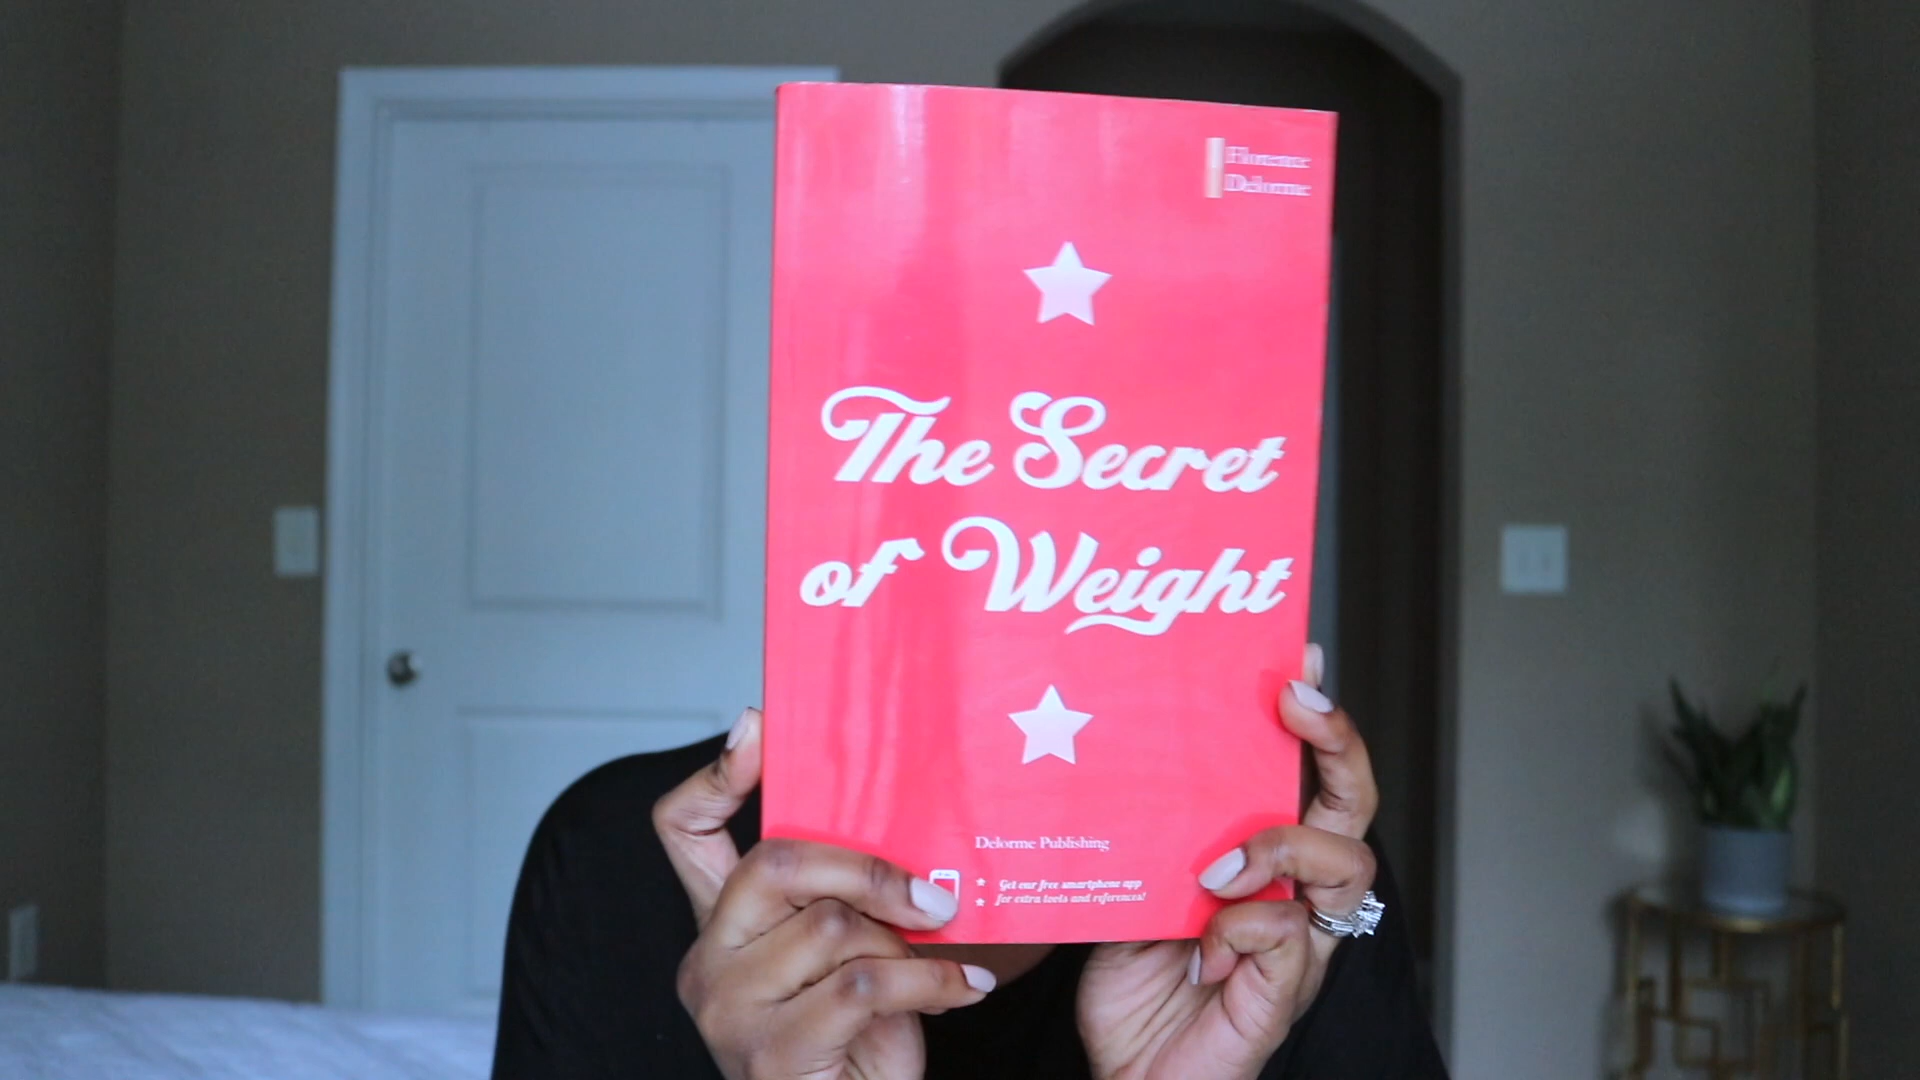 Florence
Delorme
The Secret
of Weight
Delorme Publishing
Get our free smartphone app
for extra tools and references!